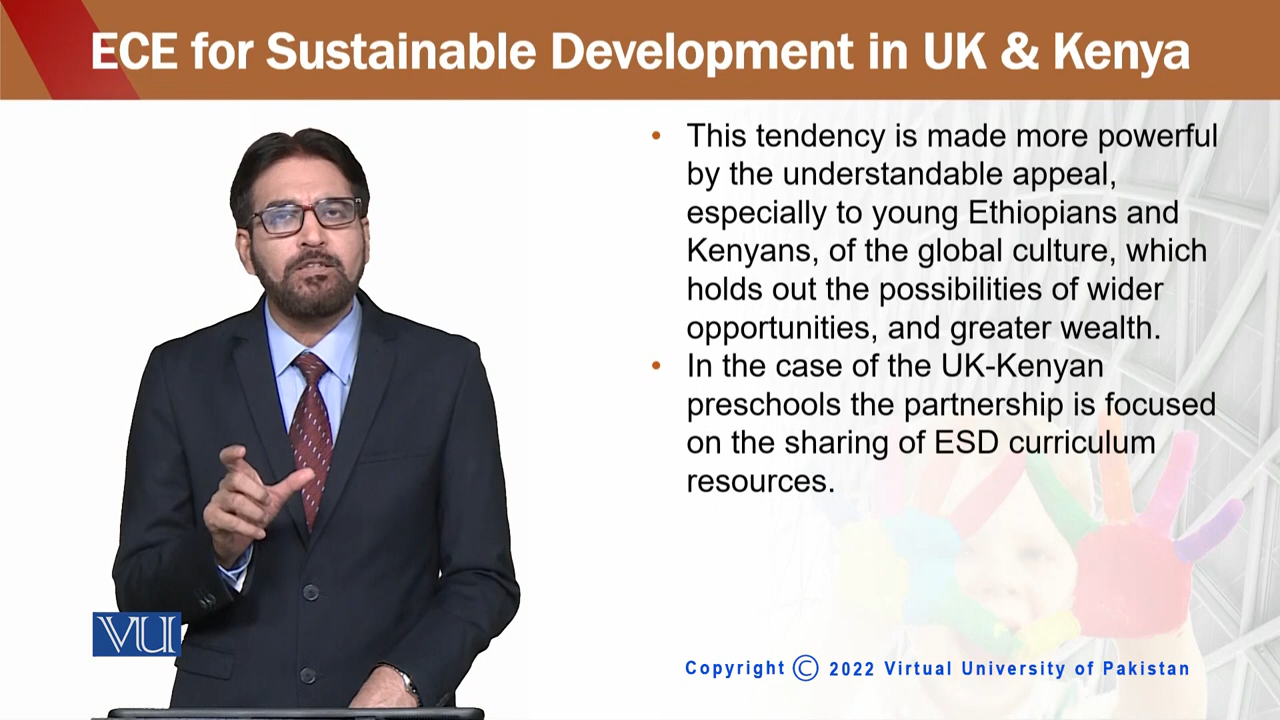 ECE for Sustainable Development in UK & Kenya
• This tendency is made more powerful
by the understandable appeal,
especially to young Ethiopians and
Kenyans, of the global culture, which
holds out the possibilities of wider
opportunities, and greater wealth.
• In the case of the UK-Kenyan
preschools the partnership is focused
on the sharing of ESD curriculum
resources.
VU
Copyright © 2022 Virtual University of Pakistan